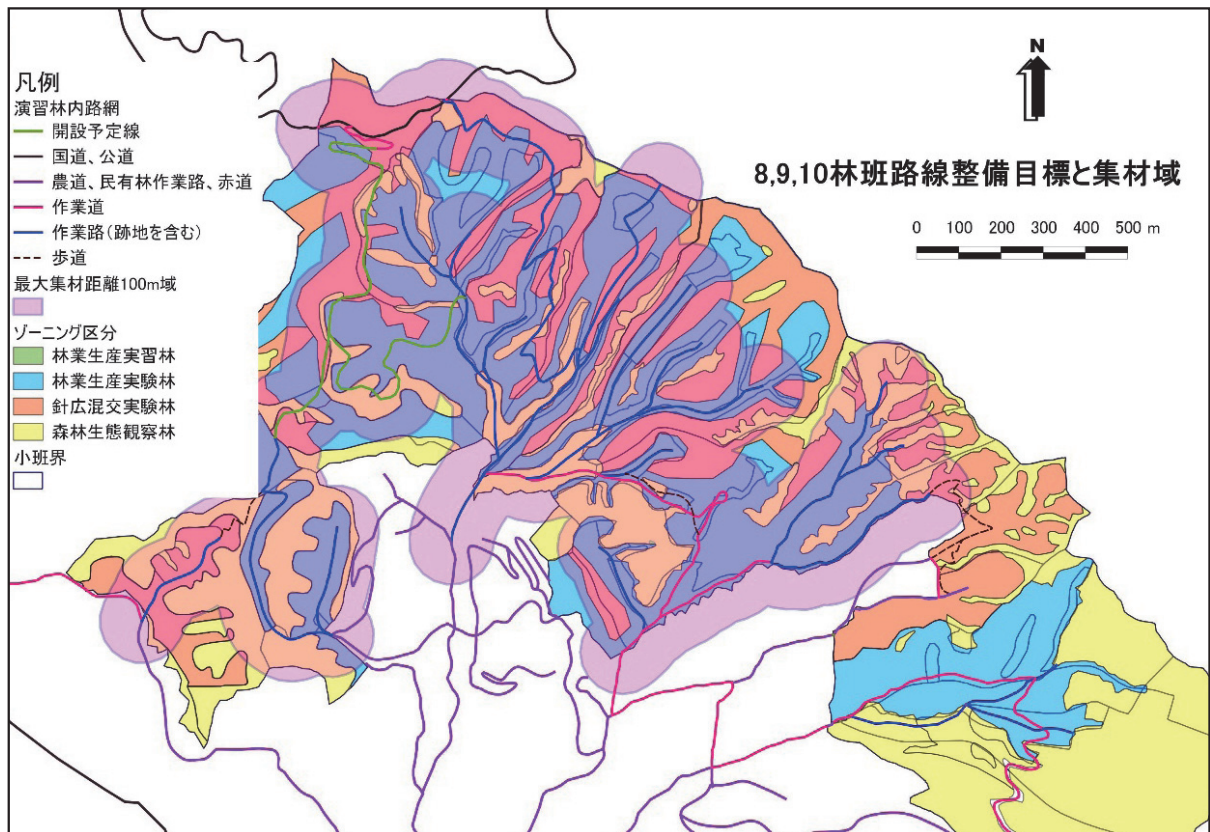 凡例
演習林内路網
開設予定線
国道、公道
農道、民有林作業路、赤道
作業道
作業路(跡地を含む)
歩道
最大集材距離100m域
ゾーニング区分
林業生産実習林
林業生産実験林
針広混交実験林
森林生態観察林
小班界
N
8,9,10林班路線整備目標と集材域
0 100 200 300 400 500 m